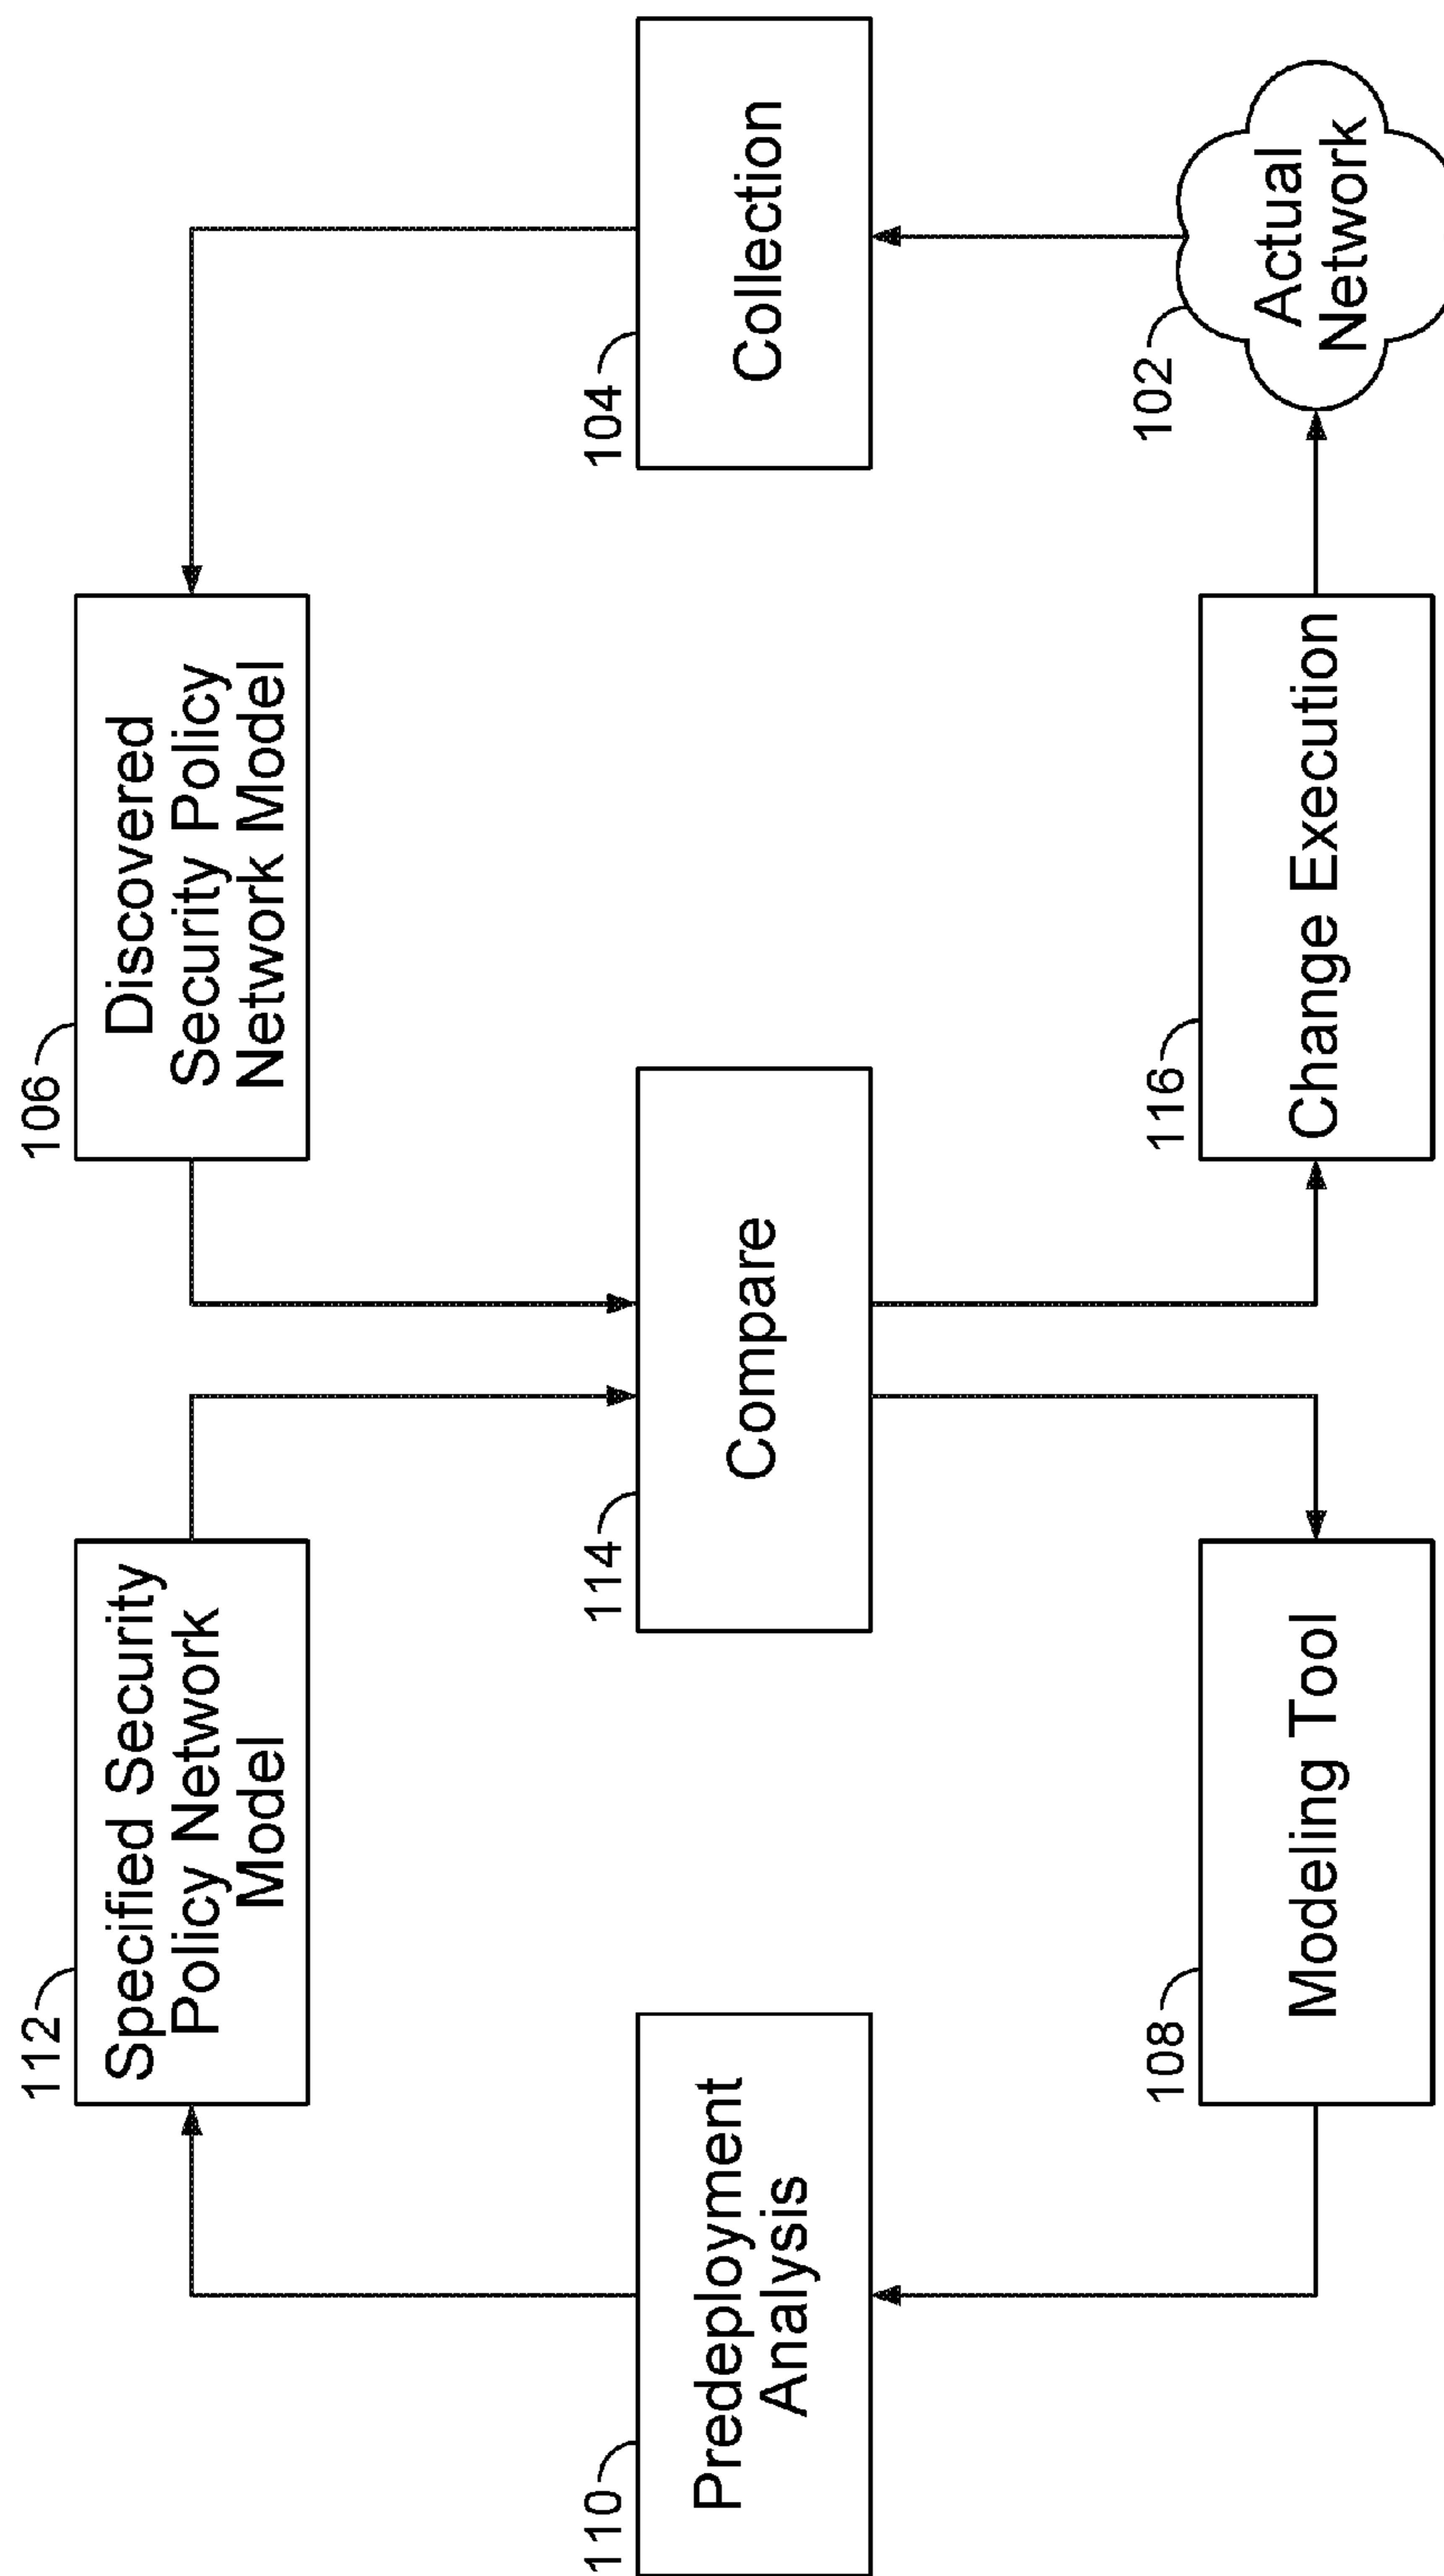 112
Specified Security
Policy Network
Model
106
Discovered
Security Policy
Network Model
110
Predeployment
Analysis
114
Compare
104
Collection
108
Modeling Tool
116
Change Execution
102
Actual
Network